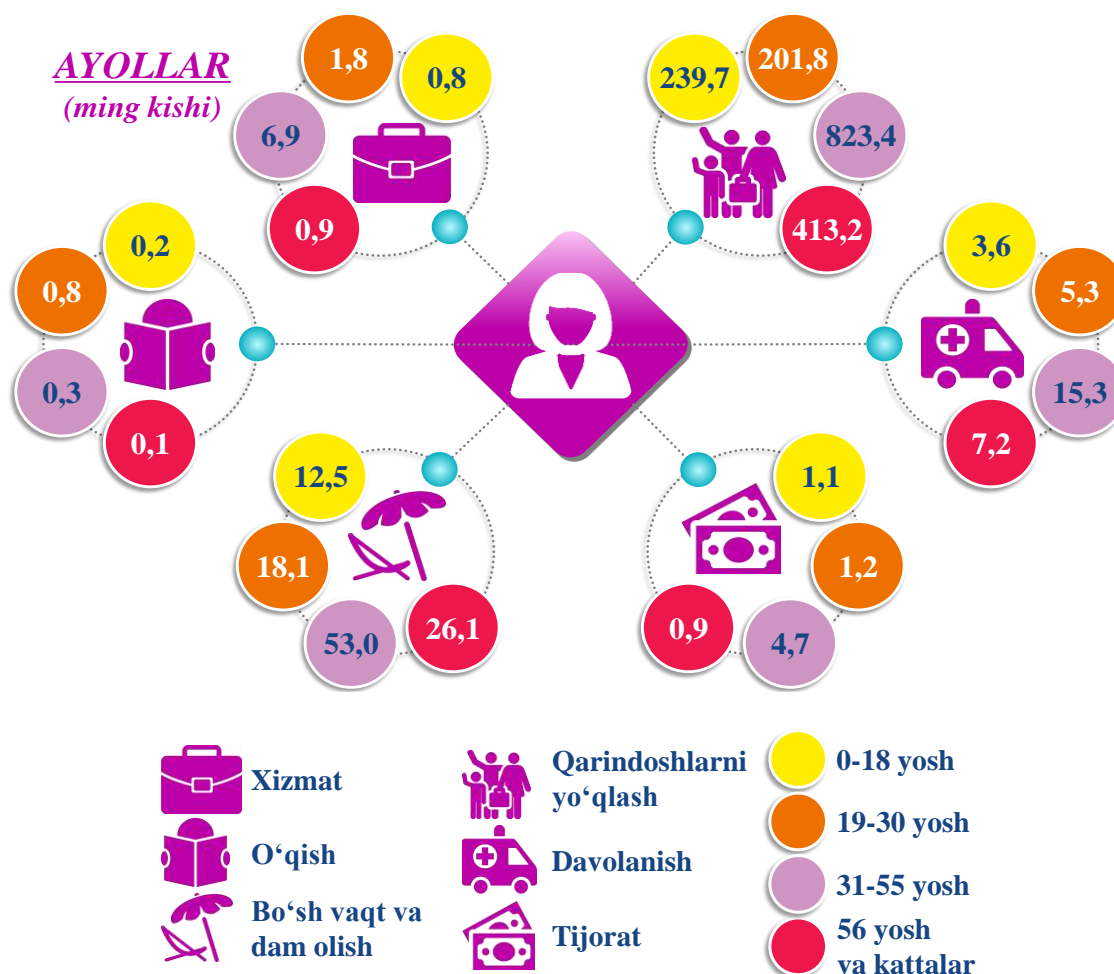 AYOLLAR
(ming kishi)
1,8
0,8
6,9
0,9
239,7
201,8
823,4
413,2
0,2
0,8
0,3
0,1
3,6
5,3
15,3
7,2
12,5
18,1
53,0
26,1
1,1
1,2
4,7
0,9
Xizmat
O‘qish
Bo‘sh vaqt va
dam olish
Qarindoshlarni
yo‘qlash
Davolanish
Tijorat
0-18 yosh
19-30 yosh
31-55 yosh
56 yosh
va kattalar